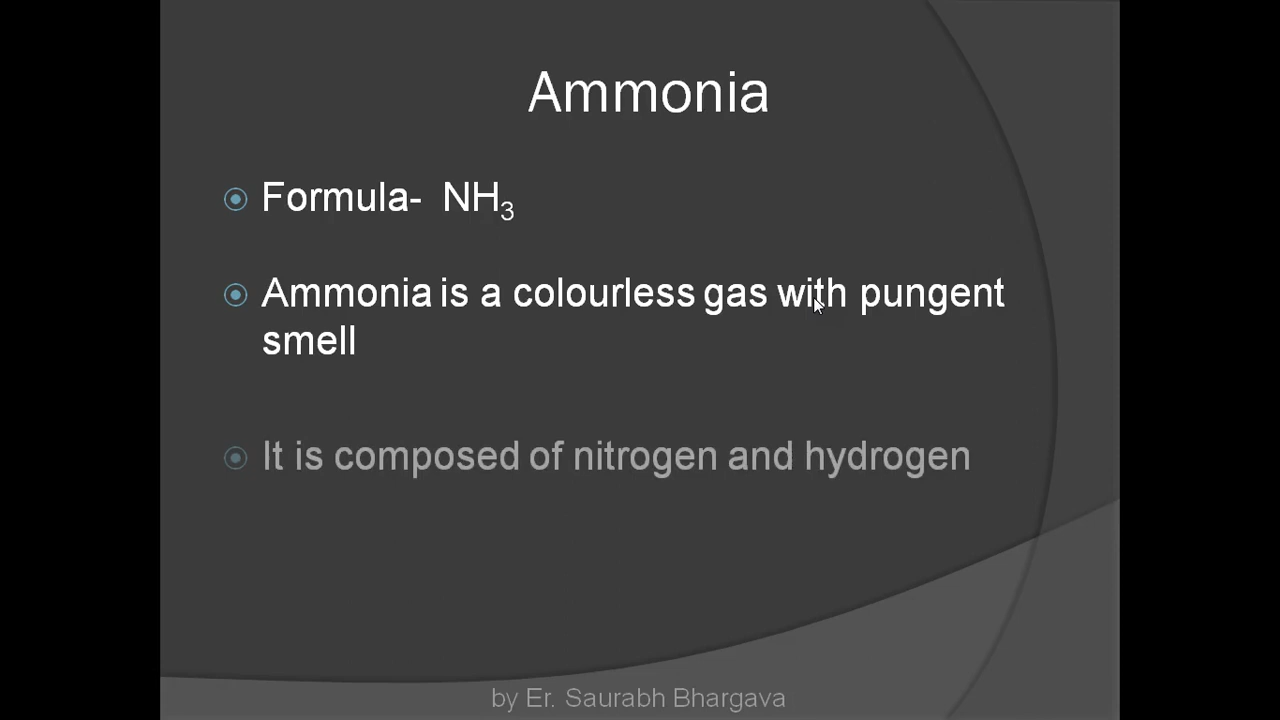 Ammonia
Formula- NH₃
Ammonia is a colourless gas with pungent
smell
It is composed of nitrogen and hydrogen
by Er. Saurabh Bhargava